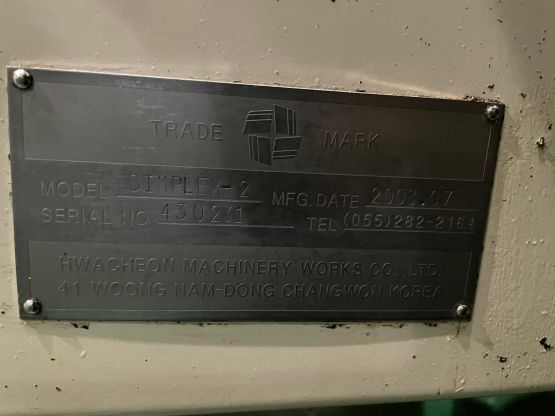 TRADE MARK
MODEL SIMPLEX-2 MFG. DATE 2003.07
SERIAL NO 430231 TEL (055)282-2161
HWACHEON MACHINERY WORKS CO., LTD.
41 WOONG NAM-DONG CHANGWON KOREA